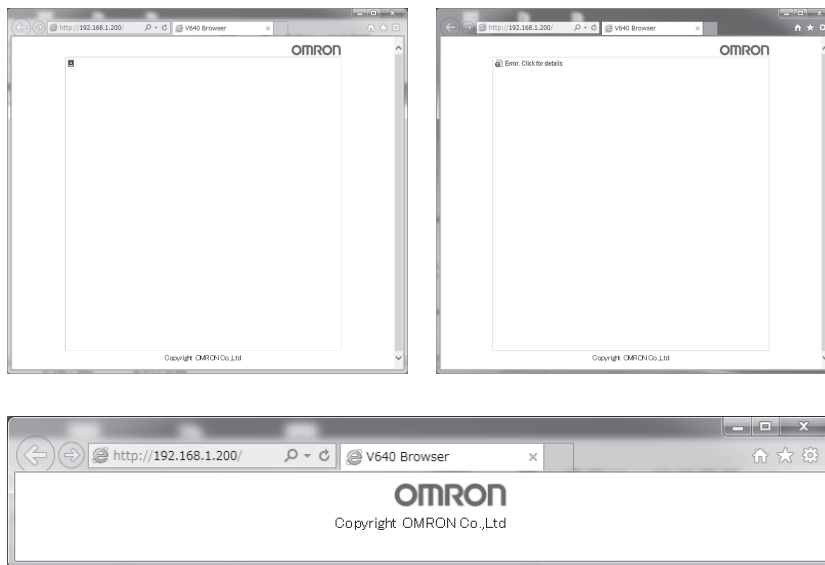 http://192.168.1.200/
V640 Browser
OMRON
Copyright OMRON Co.,Ltd
http://192.168.1.200/
V640 Browser
OMRON
Error. Click for details
Copyright OMRON Co.,Ltd
http://192.168.1.200/
V640 Browser
OMRON
Copyright OMRON Co.,Ltd